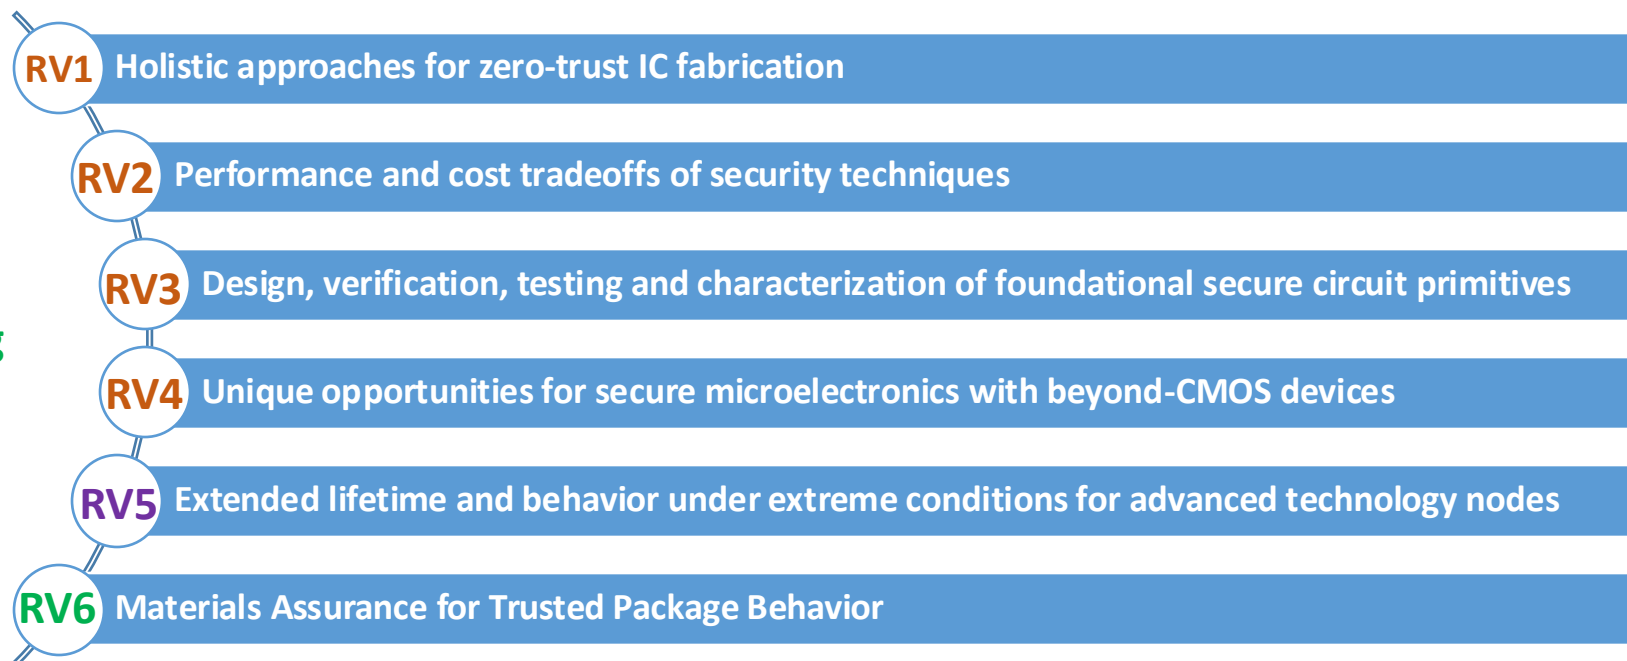 RV1 Holistic approaches for zero-trust IC fabrication
RV2 Performance and cost tradeoffs of security techniques
RV3 Design, verification, testing and characterization of foundational secure circuit primitives
g
RV4 Unique opportunities for secure microelectronics with beyond-CMOS devices
RV5 Extended lifetime and behavior under extreme conditions for advanced technology nodes
RV6 Materials Assurance for Trusted Package Behavior